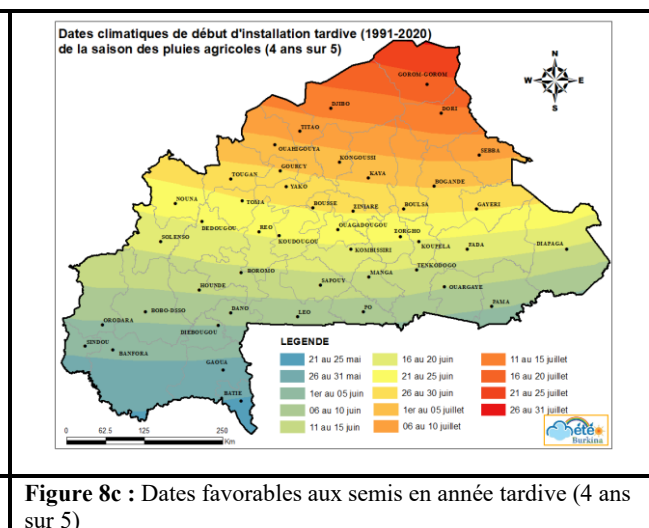 Dates climatiques de début d'installation tardive (1991-2020)
de la saison des pluies agricoles (4 ans sur 5)
N
W E
S
GOROM-GOROM
DJIBO
DORI
TITAO
OUAHIGOUYA
SEBBA
KONGOUSSI
GOURCY
TOUGAN
KAYA
YAKO
BOGANDE
NOUNA
TOMA
BOUSSE
ZINIARE
BOULSA
GAYERI
DEDOUGOU
REO
OUAGADOUGOU
SOLENSO
KOUDOUGOU
ZORGHO
KOUPELA
FADA
DIAPAGA
KOMBISSIRI
BOROMO
MANGA
TENKODOGO
HOUNDE
SAPOUY
OUARGAYE
BOBO-DSSO
DANO
LEO
PO
PAMA
ORODARA
DIEBOUGOU
SINDOU
BANFORA
GAOUA
BATIE
LEGENDE
21 au 25 mai
16 au 20 juin
11 au 15 juillet
26 au 31 mai
21 au 25 juin
16 au 20 juillet
1er au 05 juin
26 au 30 juin
21 au 25 juillet
06 au 10 juin
1er au 05 juillet
26 au 31 juillet
11 au 15 juin
06 au 10 juillet
0 62.5 125 250
Km
été
Burkina
Figure 8c : Dates favorables aux semis en année tardive (4 ans
sur 5)